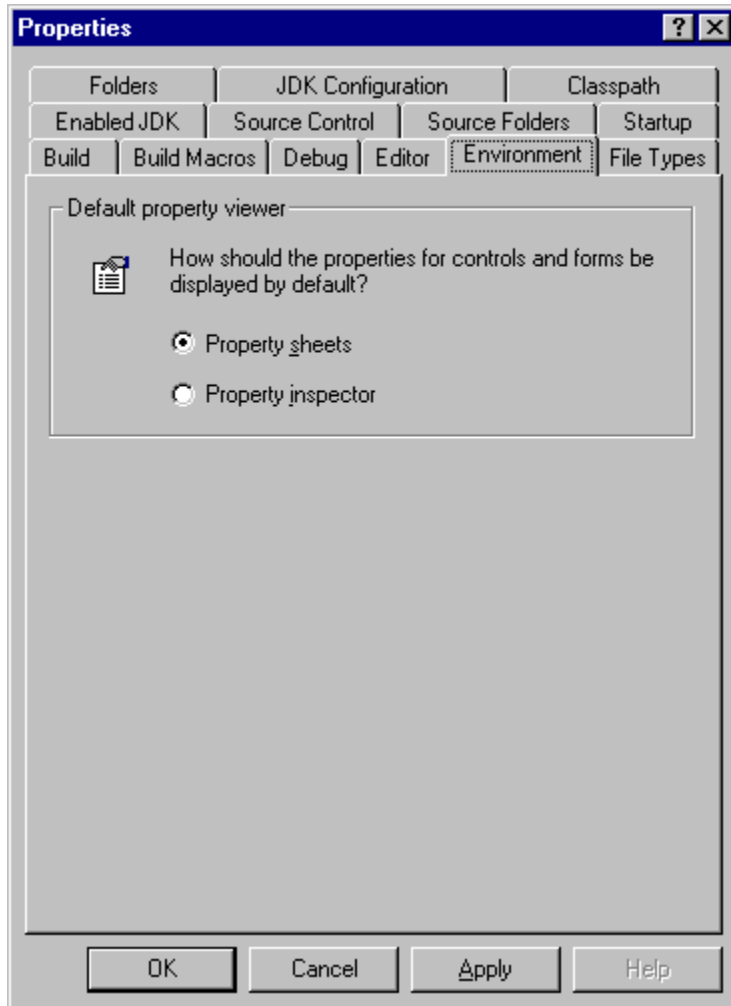 Properties
Folders JDK Configuration Classpath
Enabled JDK Source Control Source Folders Startup
Build Build Macros Debug Editor Environment File Types
Default property viewer
How should the properties for controls and forms be
displayed by default?
Property sheets
Property inspector
OK Cancel Apply Help